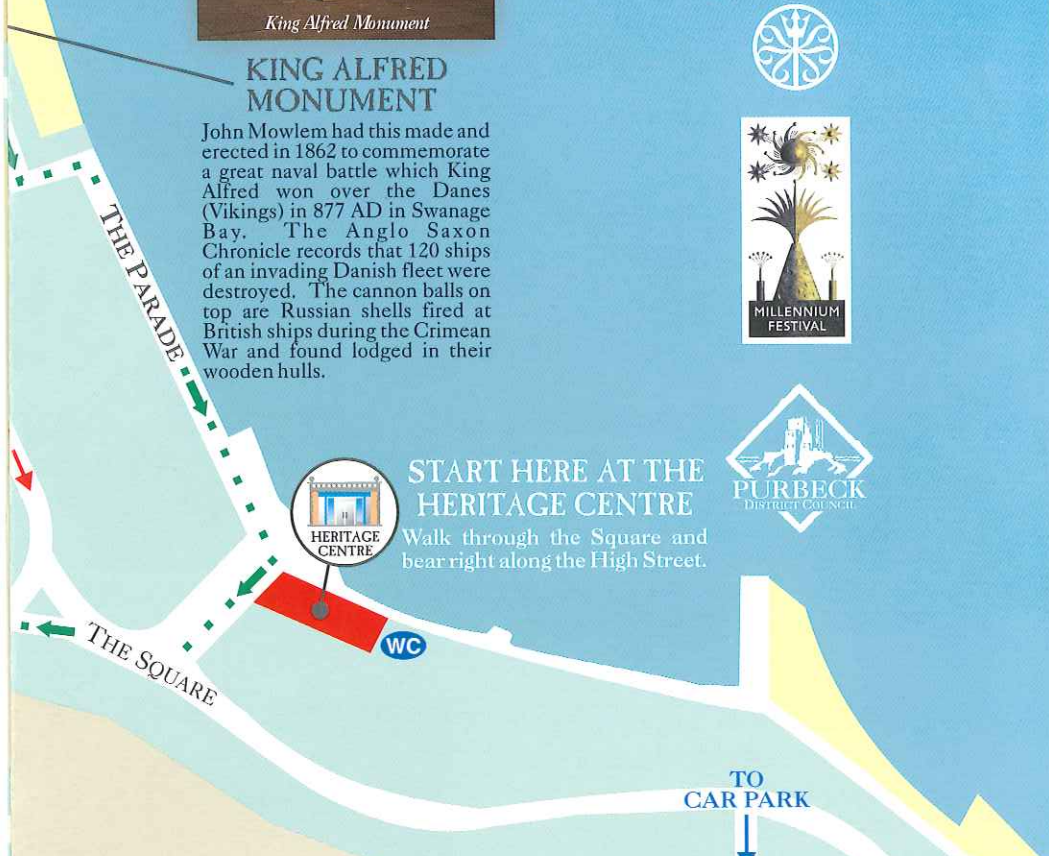 King Alfred Monument
KING ALFRED
MONUMENT
John Mowlem had this made and
erected in 1862 to commemorate
a great naval battle which King
Alfred won over the Danes
(Vikings) in 877 AD in Swanage
Bay. The Anglo Saxon
Chronicle records that 120 ships
of an invading Danish fleet were
destroyed. The cannon balls on
top are Russian shells fired at
British ships during the Crimean
War and found lodged in their
wooden hulls.
MILLENNIUM
FESTIVAL
THE PARADE
PURBECK
DISTRICT COUNCIL
START HERE AT THE
HERITAGE CENTRE
Walk through the Square and
bear right along the High Street.
HERITAGE
CENTRE
WC
THE SQUARE
TO
CAR PARK